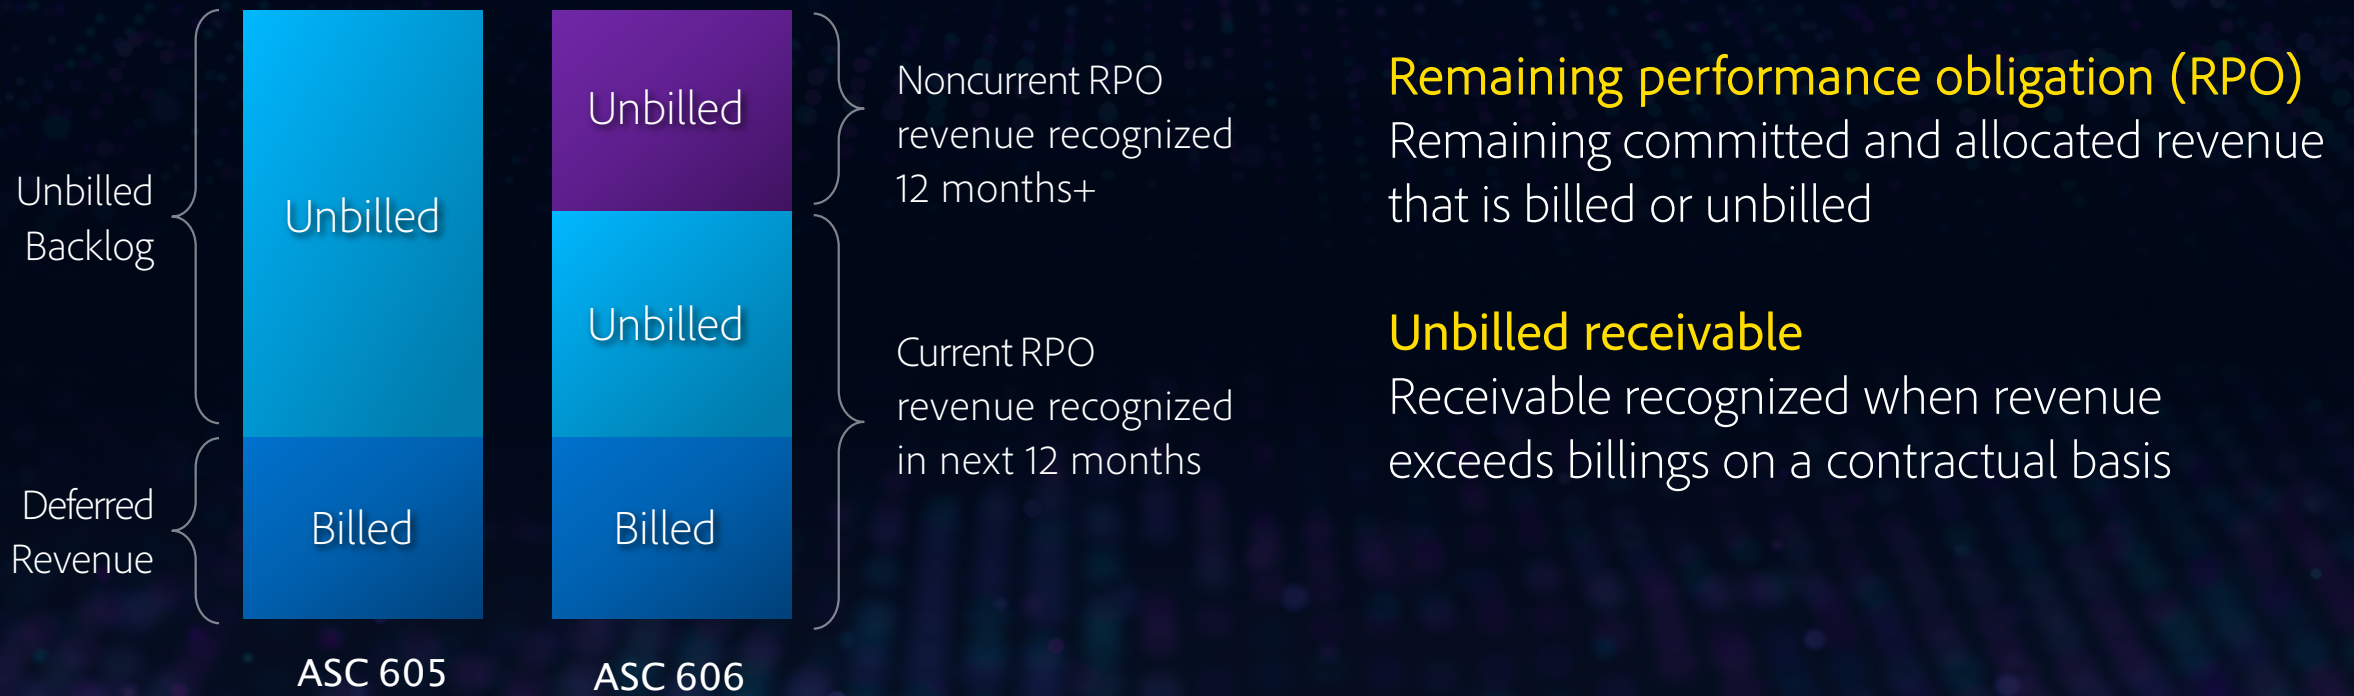 Unbilled
Backlog
Deferred
Revenue
Unbilled
Billed
ASC 605
Unbilled
Unbilled
Billed
ASC 606
Noncurrent RPO
revenue recognized
12 months+
Current RPO
revenue recognized
in next 12 months
Remaining performance obligation (RPO)
Remaining committed and allocated revenue
that is billed or unbilled
Unbilled receivable
Receivable recognized when revenue
exceeds billings on a contractual basis